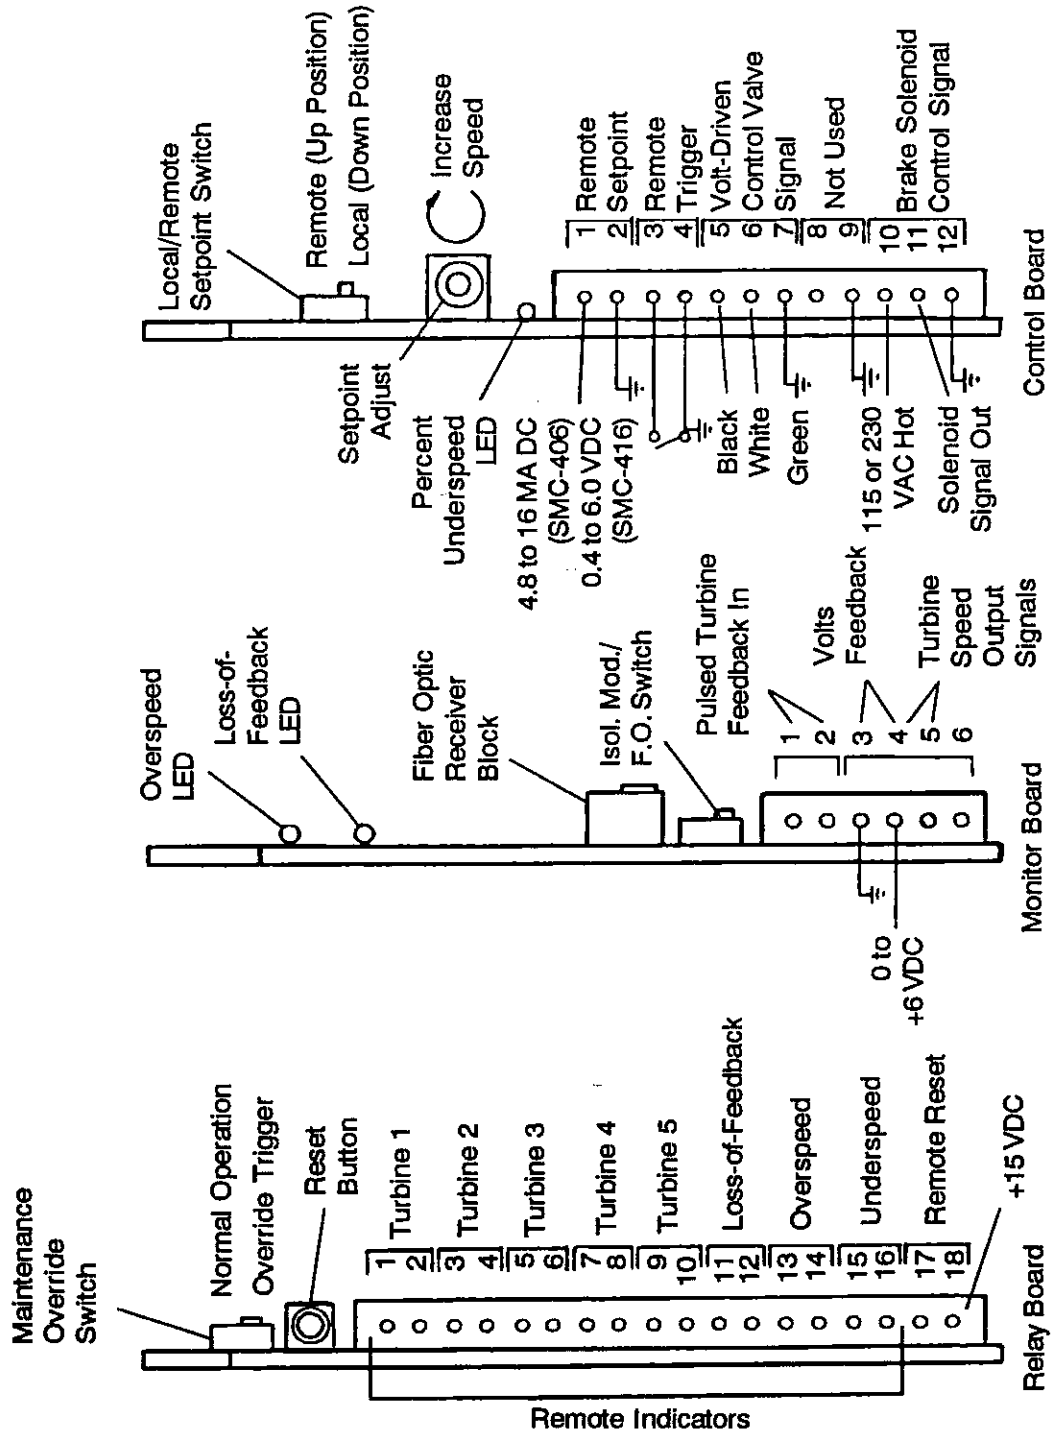 Maintenance
Override
Switch
Normal Operation
Override Trigger
Reset
Button
1
2
Turbine 1
3
4
Turbine 2
5
6
Turbine 3
7
8
Turbine 4
9
10
Turbine 5
11
12
Loss-of-Feedback
13
14
Overspeed
15
16
Underspeed
17
18
Remote Reset
+15 VDC
Remote Indicators
Relay Board
Overspeed
LED
Loss-of-
Feedback
LED
Fiber Optic
Receiver
Block
Isol. Mod./
F.O. Switch
Pulsed Turbine
Feedback In
1
2
3
4
5
6
Volts
Feedback
Turbine
Speed
Output
Signals
0 to
+6 VDC
Monitor Board
Local/Remote
Setpoint Switch
Remote (Up Position)
Local (Down Position)
Setpoint
Adjust
Increase
Speed
Percent
Underspeed
LED
4.8 to 16 MA DC
(SMC-406)
0.4 to 6.0 VDC
(SMC-416)
Black
White
Green
115 or 230
VAC Hot
Solenoid
Signal Out
1 Remote
2 Setpoint
3 Remote
4 Trigger
5 Volt-Driven
6 Control Valve
7 Signal
8
9
Not Used
10
11
12
Brake Solenoid
Control Signal
Control Board